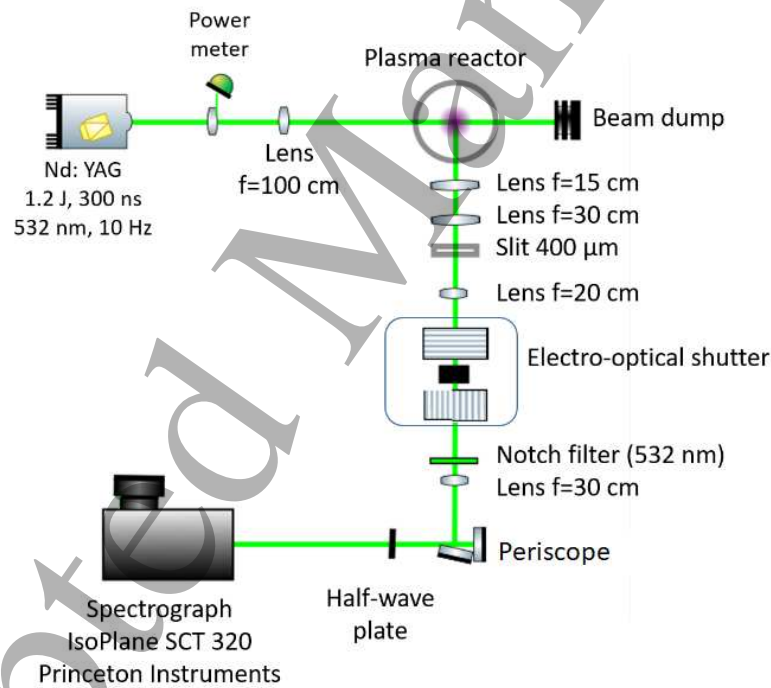 Power
meter
Plasma reactor
Beam dump
Nd: YAG
1.2 J, 300 ns
532 nm, 10 Hz
Lens
f=100 cm
Lens f=15 cm
Lens f=30 cm
Slit 400 µm
Lens f=20 cm
Electro-optical shutter
Notch filter (532 nm)
Lens f=30 cm
Periscope
Half-wave
plate
Spectrograph
IsoPlane SCT 320
Princeton Instruments
oted Man